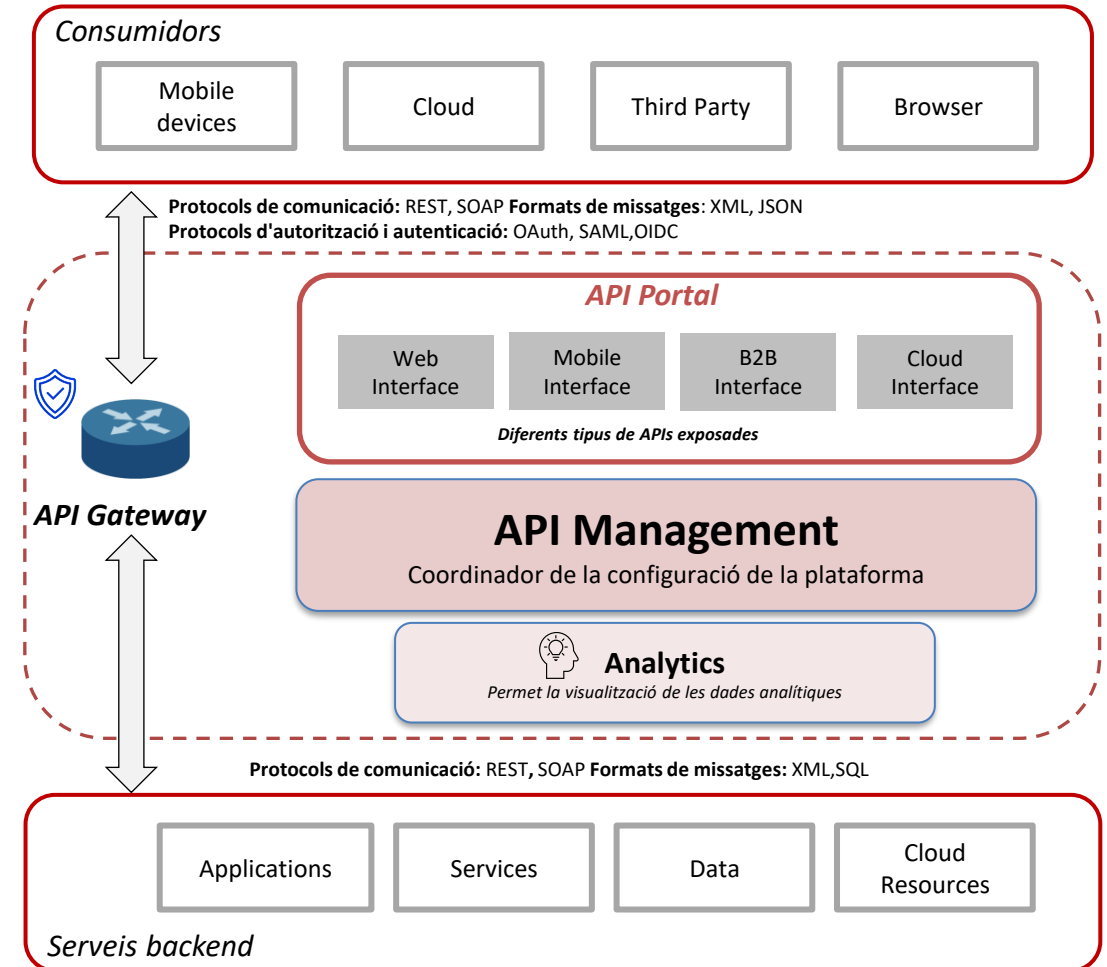 Consumidors
Mobile
devices
Cloud
Third Party
Browser
Protocols de comunicació: REST, SOAP Formats de missatges: XML, JSON
Protocols d'autorització i autenticació: OAuth, SAML,OIDC
API Portal
Web
Interface
Mobile
Interface
B2B
Interface
Cloud
Interface
Diferents tipus de APIs exposades
API Gateway
API Management
Coordinador de la configuració de la plataforma
Analytics
Permet la visualització de les dades analítiques
Protocols de comunicació: REST, SOAP Formats de missatges: XML,SQL
Applications
Services
Data
Cloud
Resources
Serveis backend